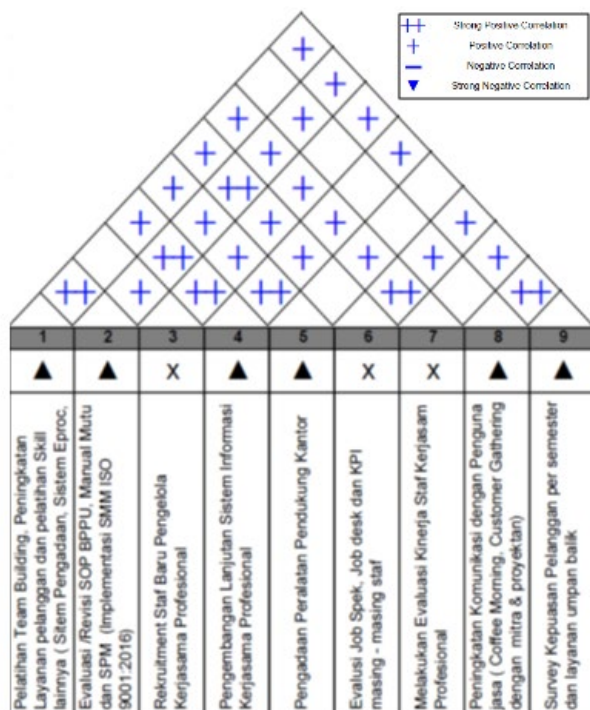 Strong Positive Correlation
Positive Correlation
Negative Correlation
Strong Negative Correlation
1 2 3 4 5 6 7 8 9
X X X
Pelatihan Team Building, Peningkatan
Layanan pelanggan dan pelatihan Skill
lainnya ( Sitem Pengadaan, Sistem Eproc,
Evaluasi /Revisi SOP BPPU, Manual Mutu
dan SPM (Implementasi SMM ISO
9001:2016)
Rekruitment Staf Baru Pengelola
Kerjasama Profesional
Pengembangan Lanjutan Sistem Informasi
Kerjasama Profesional
Pengadaan Peralatan Pendukung Kantor
Evalusi Job Spek, Job desk dan KPI
masing - masing staf
Melakukan Evaluasi Kinerja Staf Kerjasam
Profesional
Peningkatan Komunikasi dengan Penguna
jasa ( Coffee Morning, Customer Gathering
dengan mitra & proyektan)
Survey Kepuasan Pelanggan per semester
dan layanan umpan balik